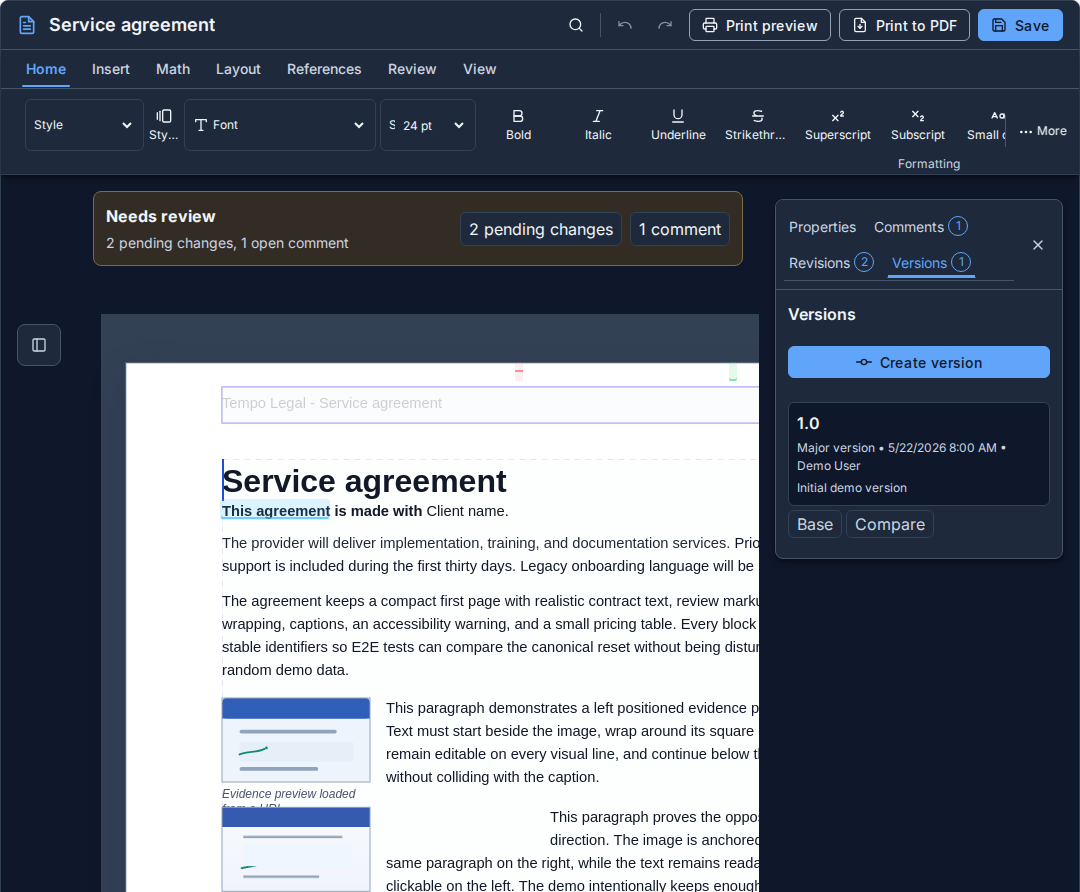 Service agreement
Print preview
Print to PDF
Save
Home
Insert
Math
Layout
References
Review
View
Style
Sty...
Font
S
24 pt
Bold
Italic
Underline
Strikethr...
Superscript
Subscript
Small
More
Formatting
Needs review
2 pending changes, 1 open comment
2 pending changes
1 comment
Properties
Comments 1
Revisions 2
Versions 1
Versions
Create version
1.0
Major version • 5/22/2026 8:00 AM •
Demo User
Initial demo version
Base
Compare
Tempo Legal - Service agreement
Service agreement
This agreement is made with Client name.
The provider will deliver implementation, training, and documentation services.
support is included during the first thirty days. Legacy onboarding language will be
The agreement keeps a compact first page with realistic contract text, review
wrapping, captions, an accessibility warning, and a small pricing table. Every block
stable identifiers so E2E tests can compare the canonical reset without being
random demo data.
This paragraph demonstrates a left positioned evidence
Text must start beside the image, wrap around its square
remain editable on every visual line, and continue below
without colliding with the caption.
Evidence preview loaded
This paragraph proves the
direction. The image is anchored
same paragraph on the right, while the text remains
clickable on the left. The demo intentionally keeps enough